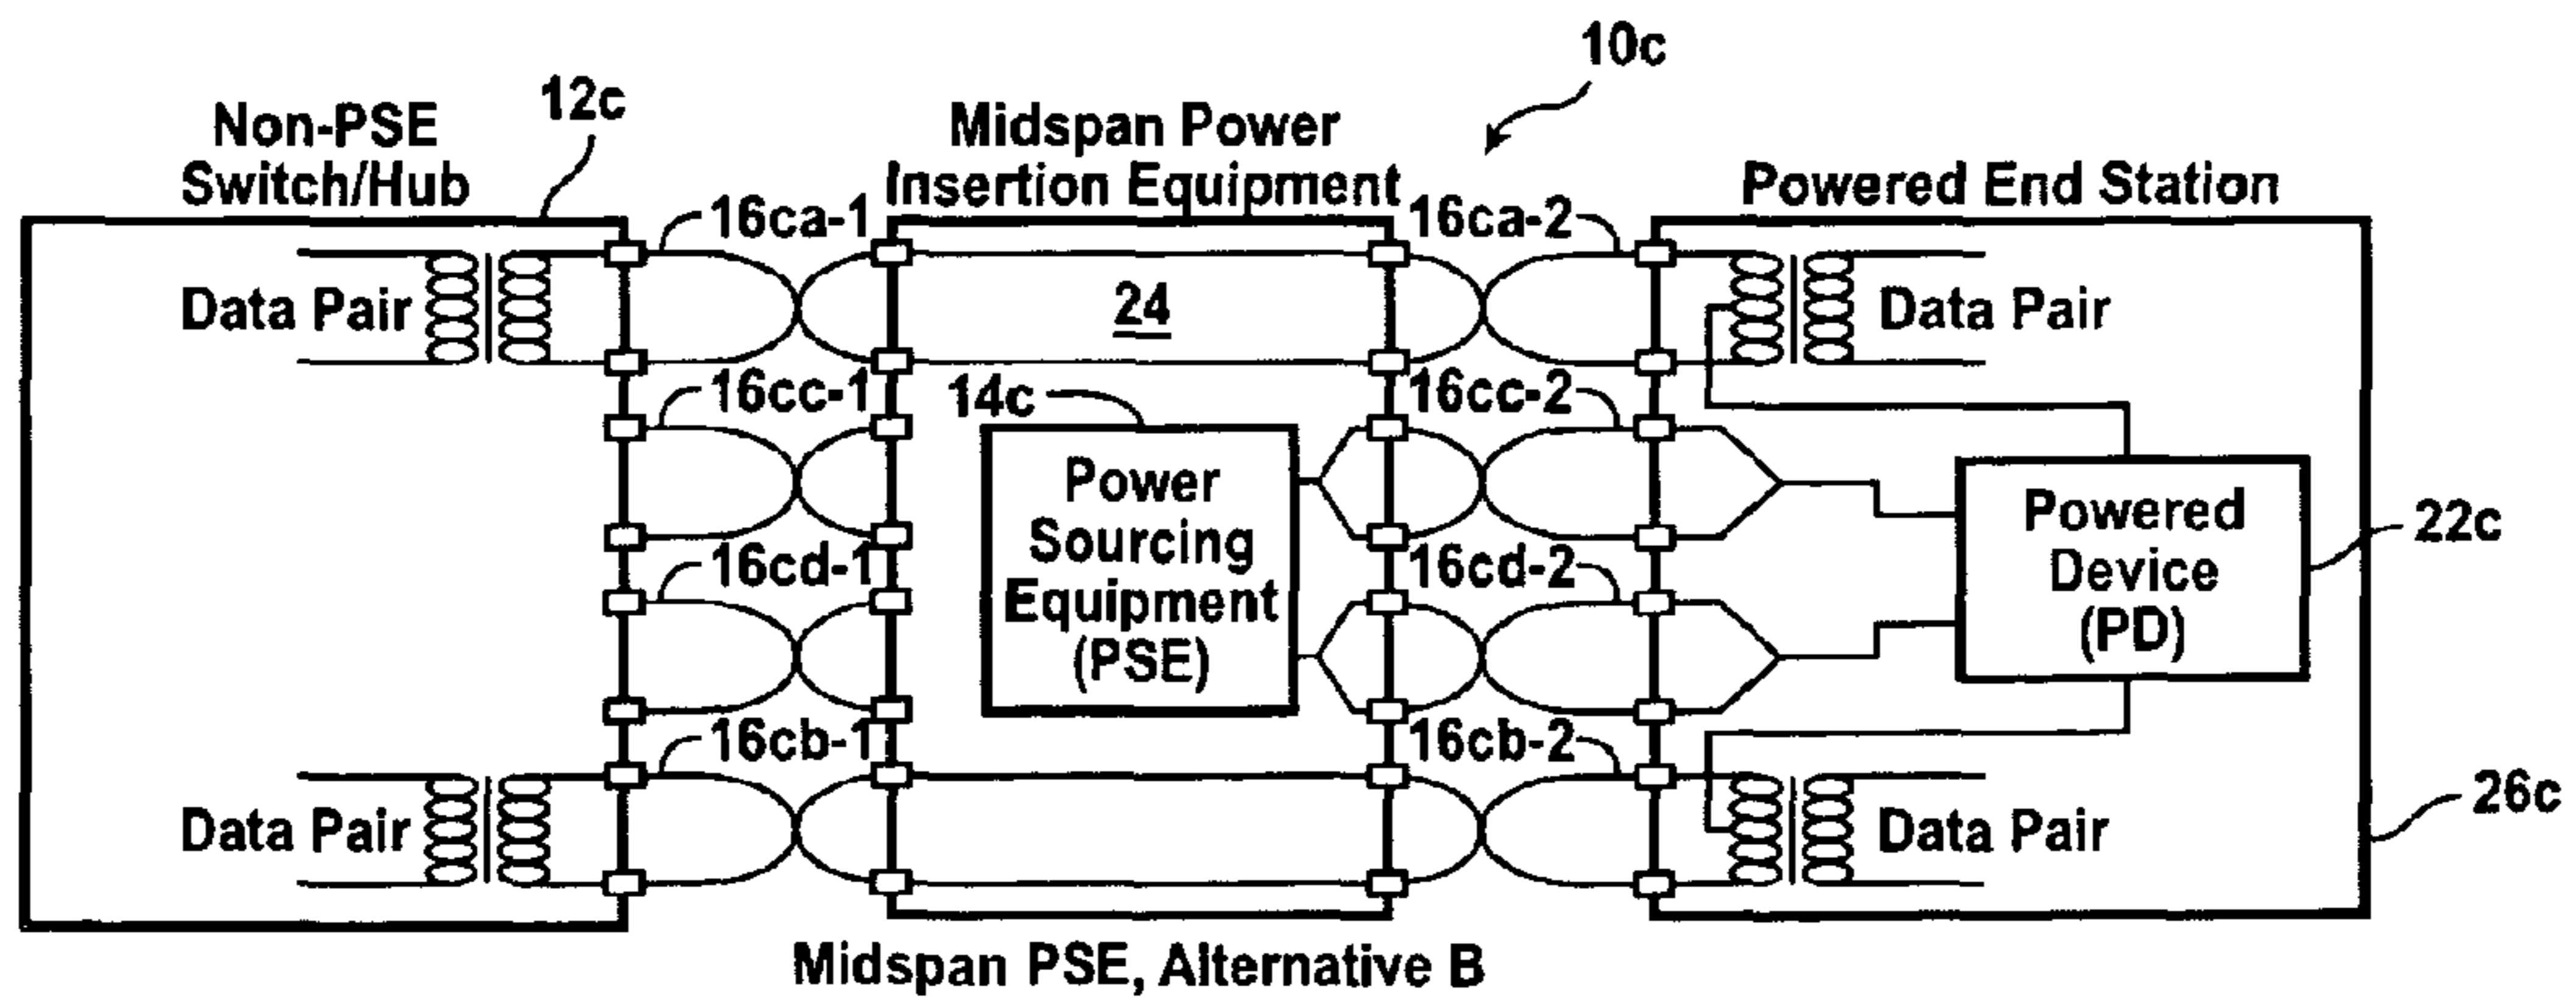 10c
12c
Non-PSE
Switch/Hub
Midspan Power
Insertion Equipment
Powered End Station
16ca-1
16ca-2
Data Pair
24
Data Pair
16cc-1
14c
16cc-2
Power
Sourcing
Equipment
(PSE)
Powered
Device
(PD)
22c
16cd-1
16cd-2
16cb-1
16cb-2
Data Pair
Data Pair
26c
Midspan PSE, Alternative B